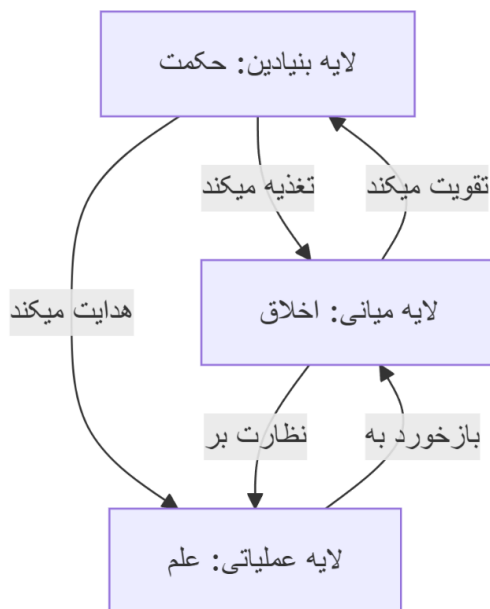 لایه بنیادین: حکمت
تقویت میکند
تغذیه میکند
هدایت میکند
لایه میانی: اخلاق
بازخورد به
نظارت بر
لایه عملیاتی: علم